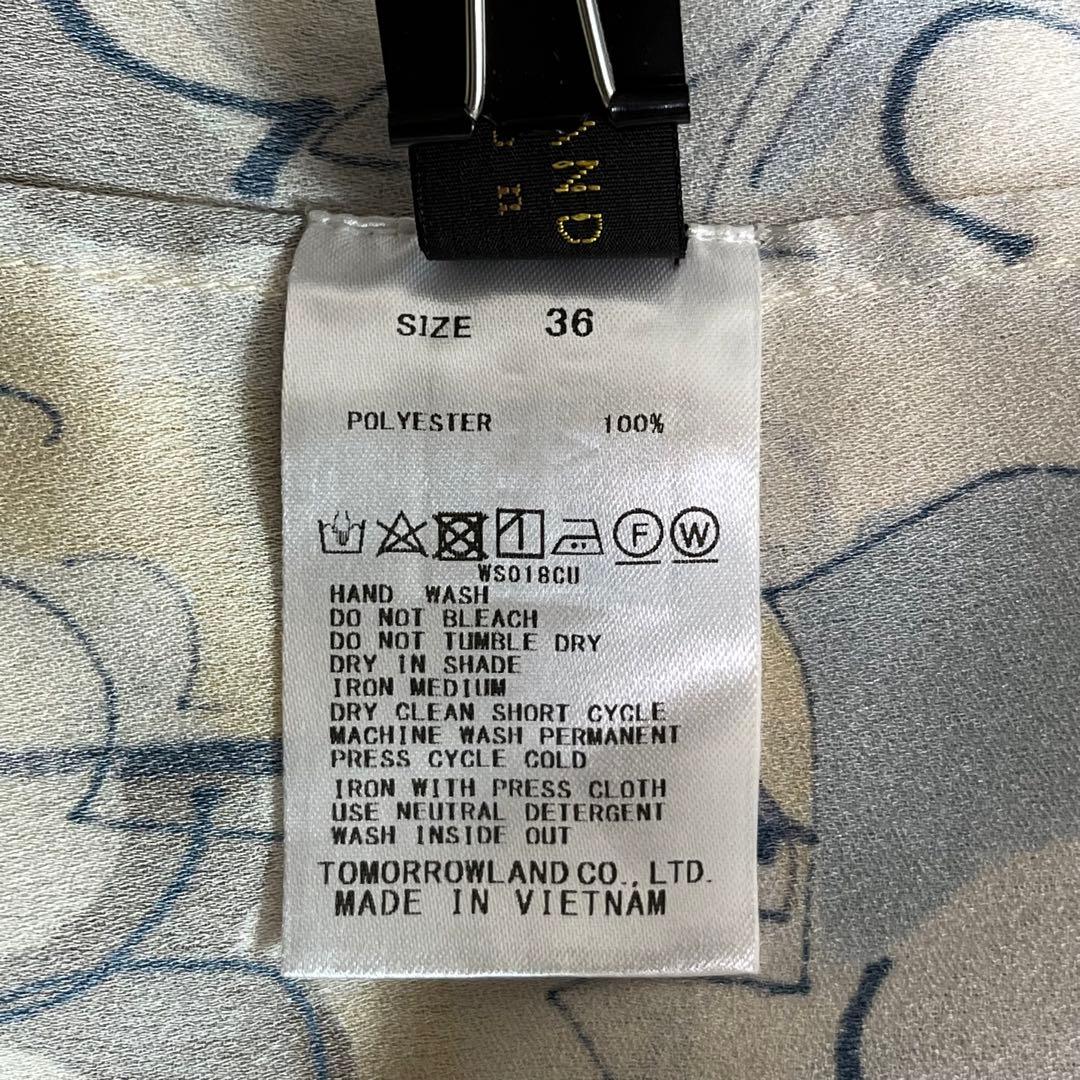 ND
II
SIZE 36
POLYESTER 100%
F W
WS018CU
HAND WASH
DO NOT BLEACH
DO NOT TUMBLE DRY
DRY IN SHADE
IRON MEDIUM
DRY CLEAN SHORT CYCLE
MACHINE WASH PERMANENT
PRESS CYCLE COLD
IRON WITH PRESS CLOTH
USE NEUTRAL DETERGENT
WASH INSIDE OUT
TOMORROWLAND CO., LTD.
MADE IN VIETNAM